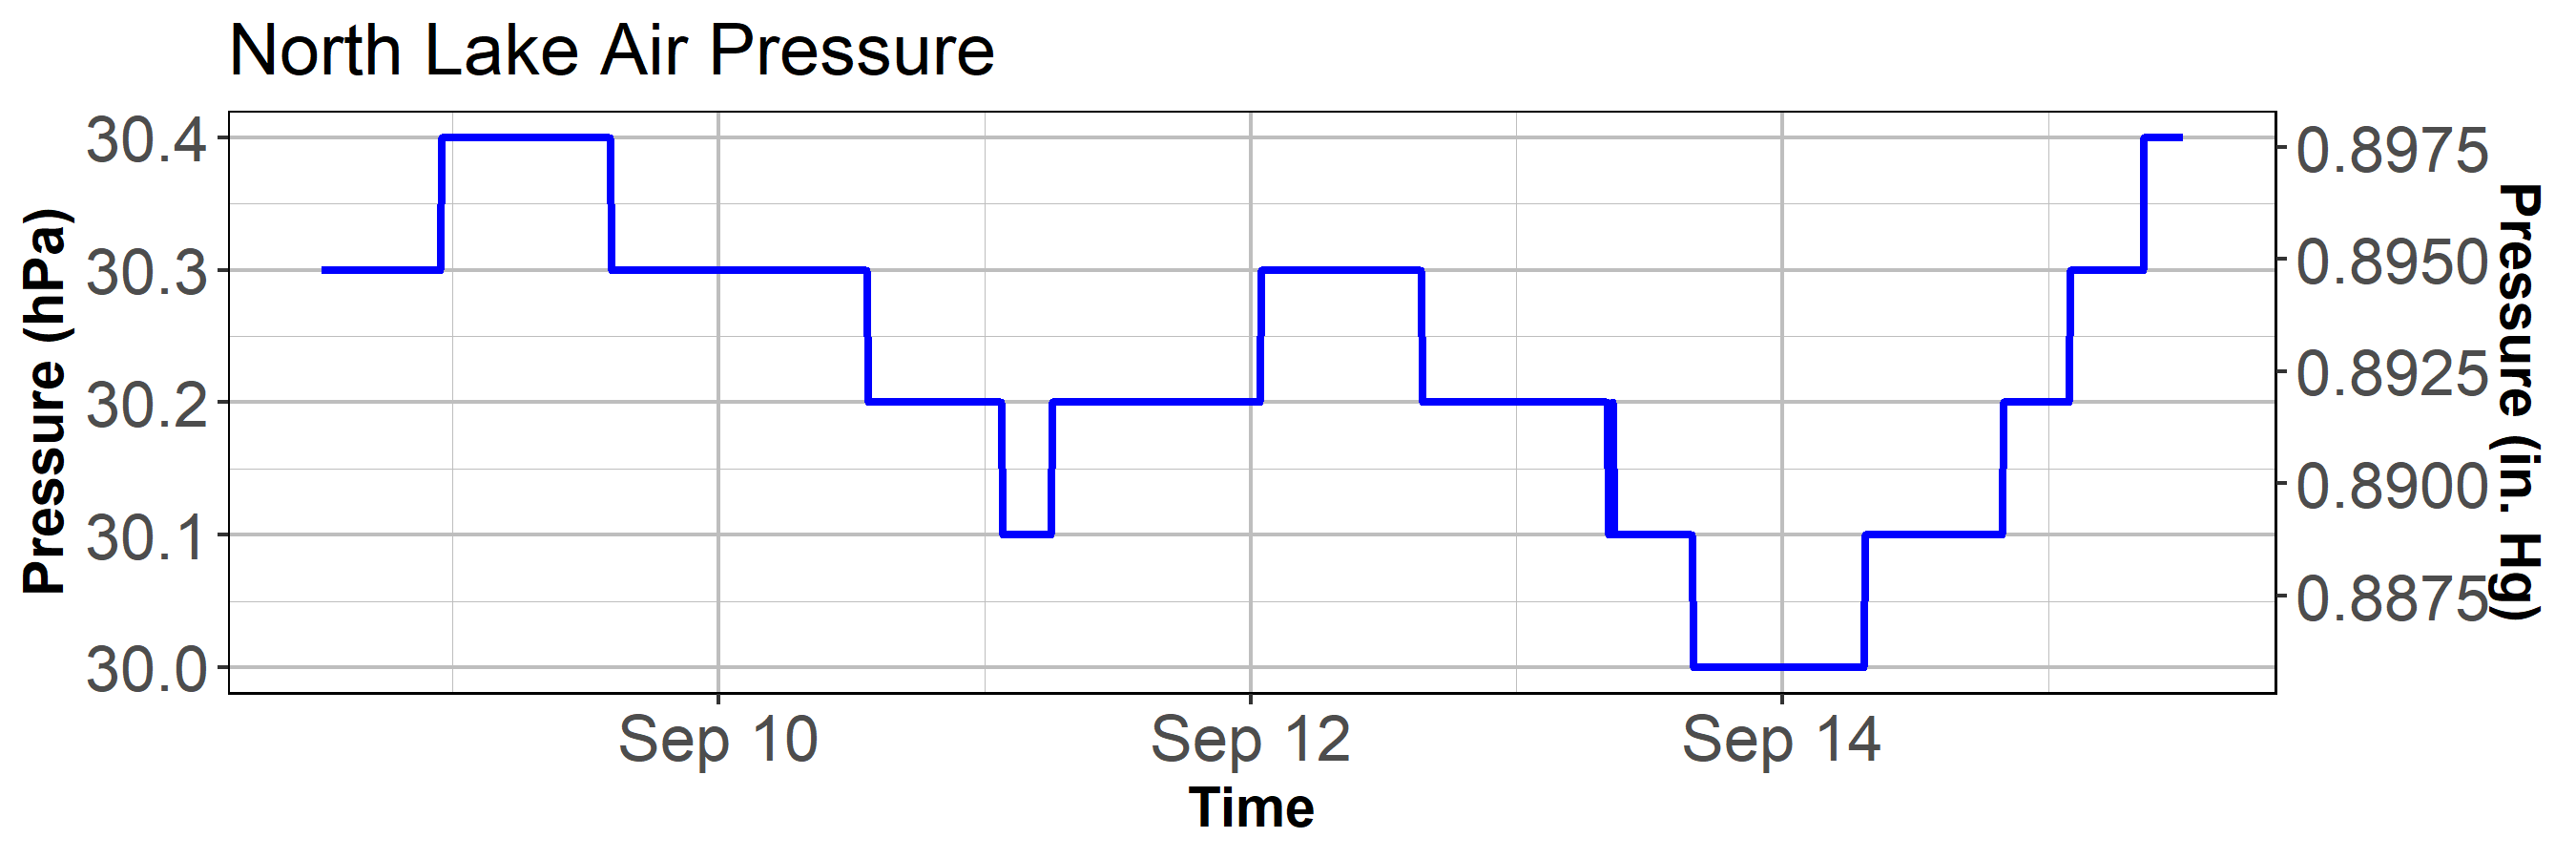 North Lake Air Pressure
Pressure (hPa)
30.4
30.3
30.2
30.1
30.0
0.8975
0.8950
0.8925
0.8900
0.8875
Pressure (in. Hg)
Sep 10
Sep 12
Sep 14
Time